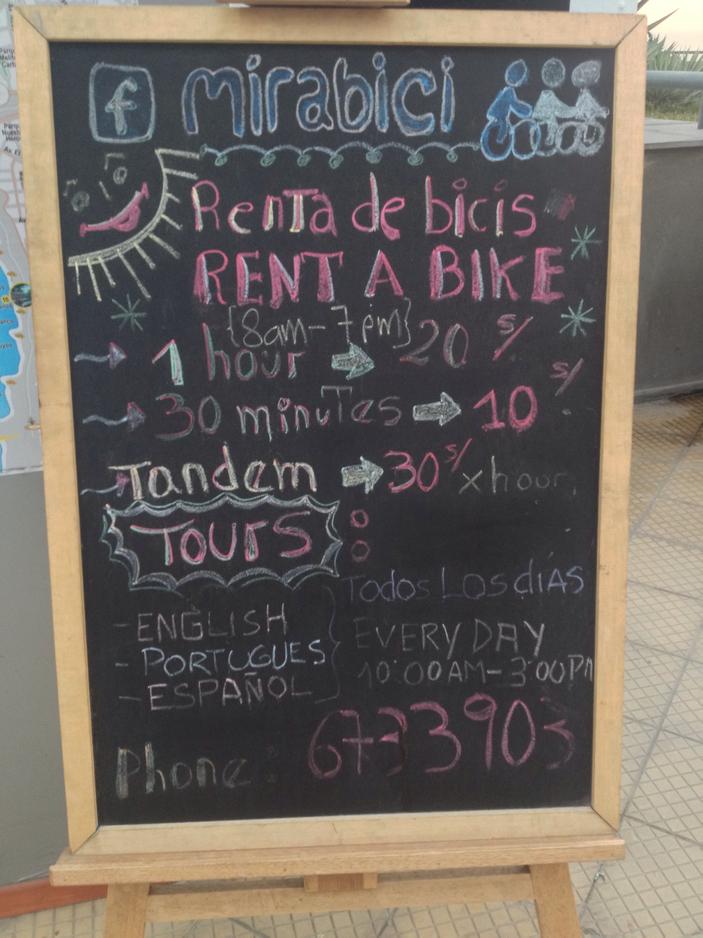 f mirabici
Renta de bicis
RENT A BIKE
{8am-7pm}
1 hour → 20 s/
→ 30 minutes → 10 s/.
→ Tandem → 30 s/ x hour
TOURS :
Todos Los días
- ENGLISH
EVERY DAY
- PORTUGUES
10:00AM-3:00PM
- ESPAÑOL
Phone: 6733903